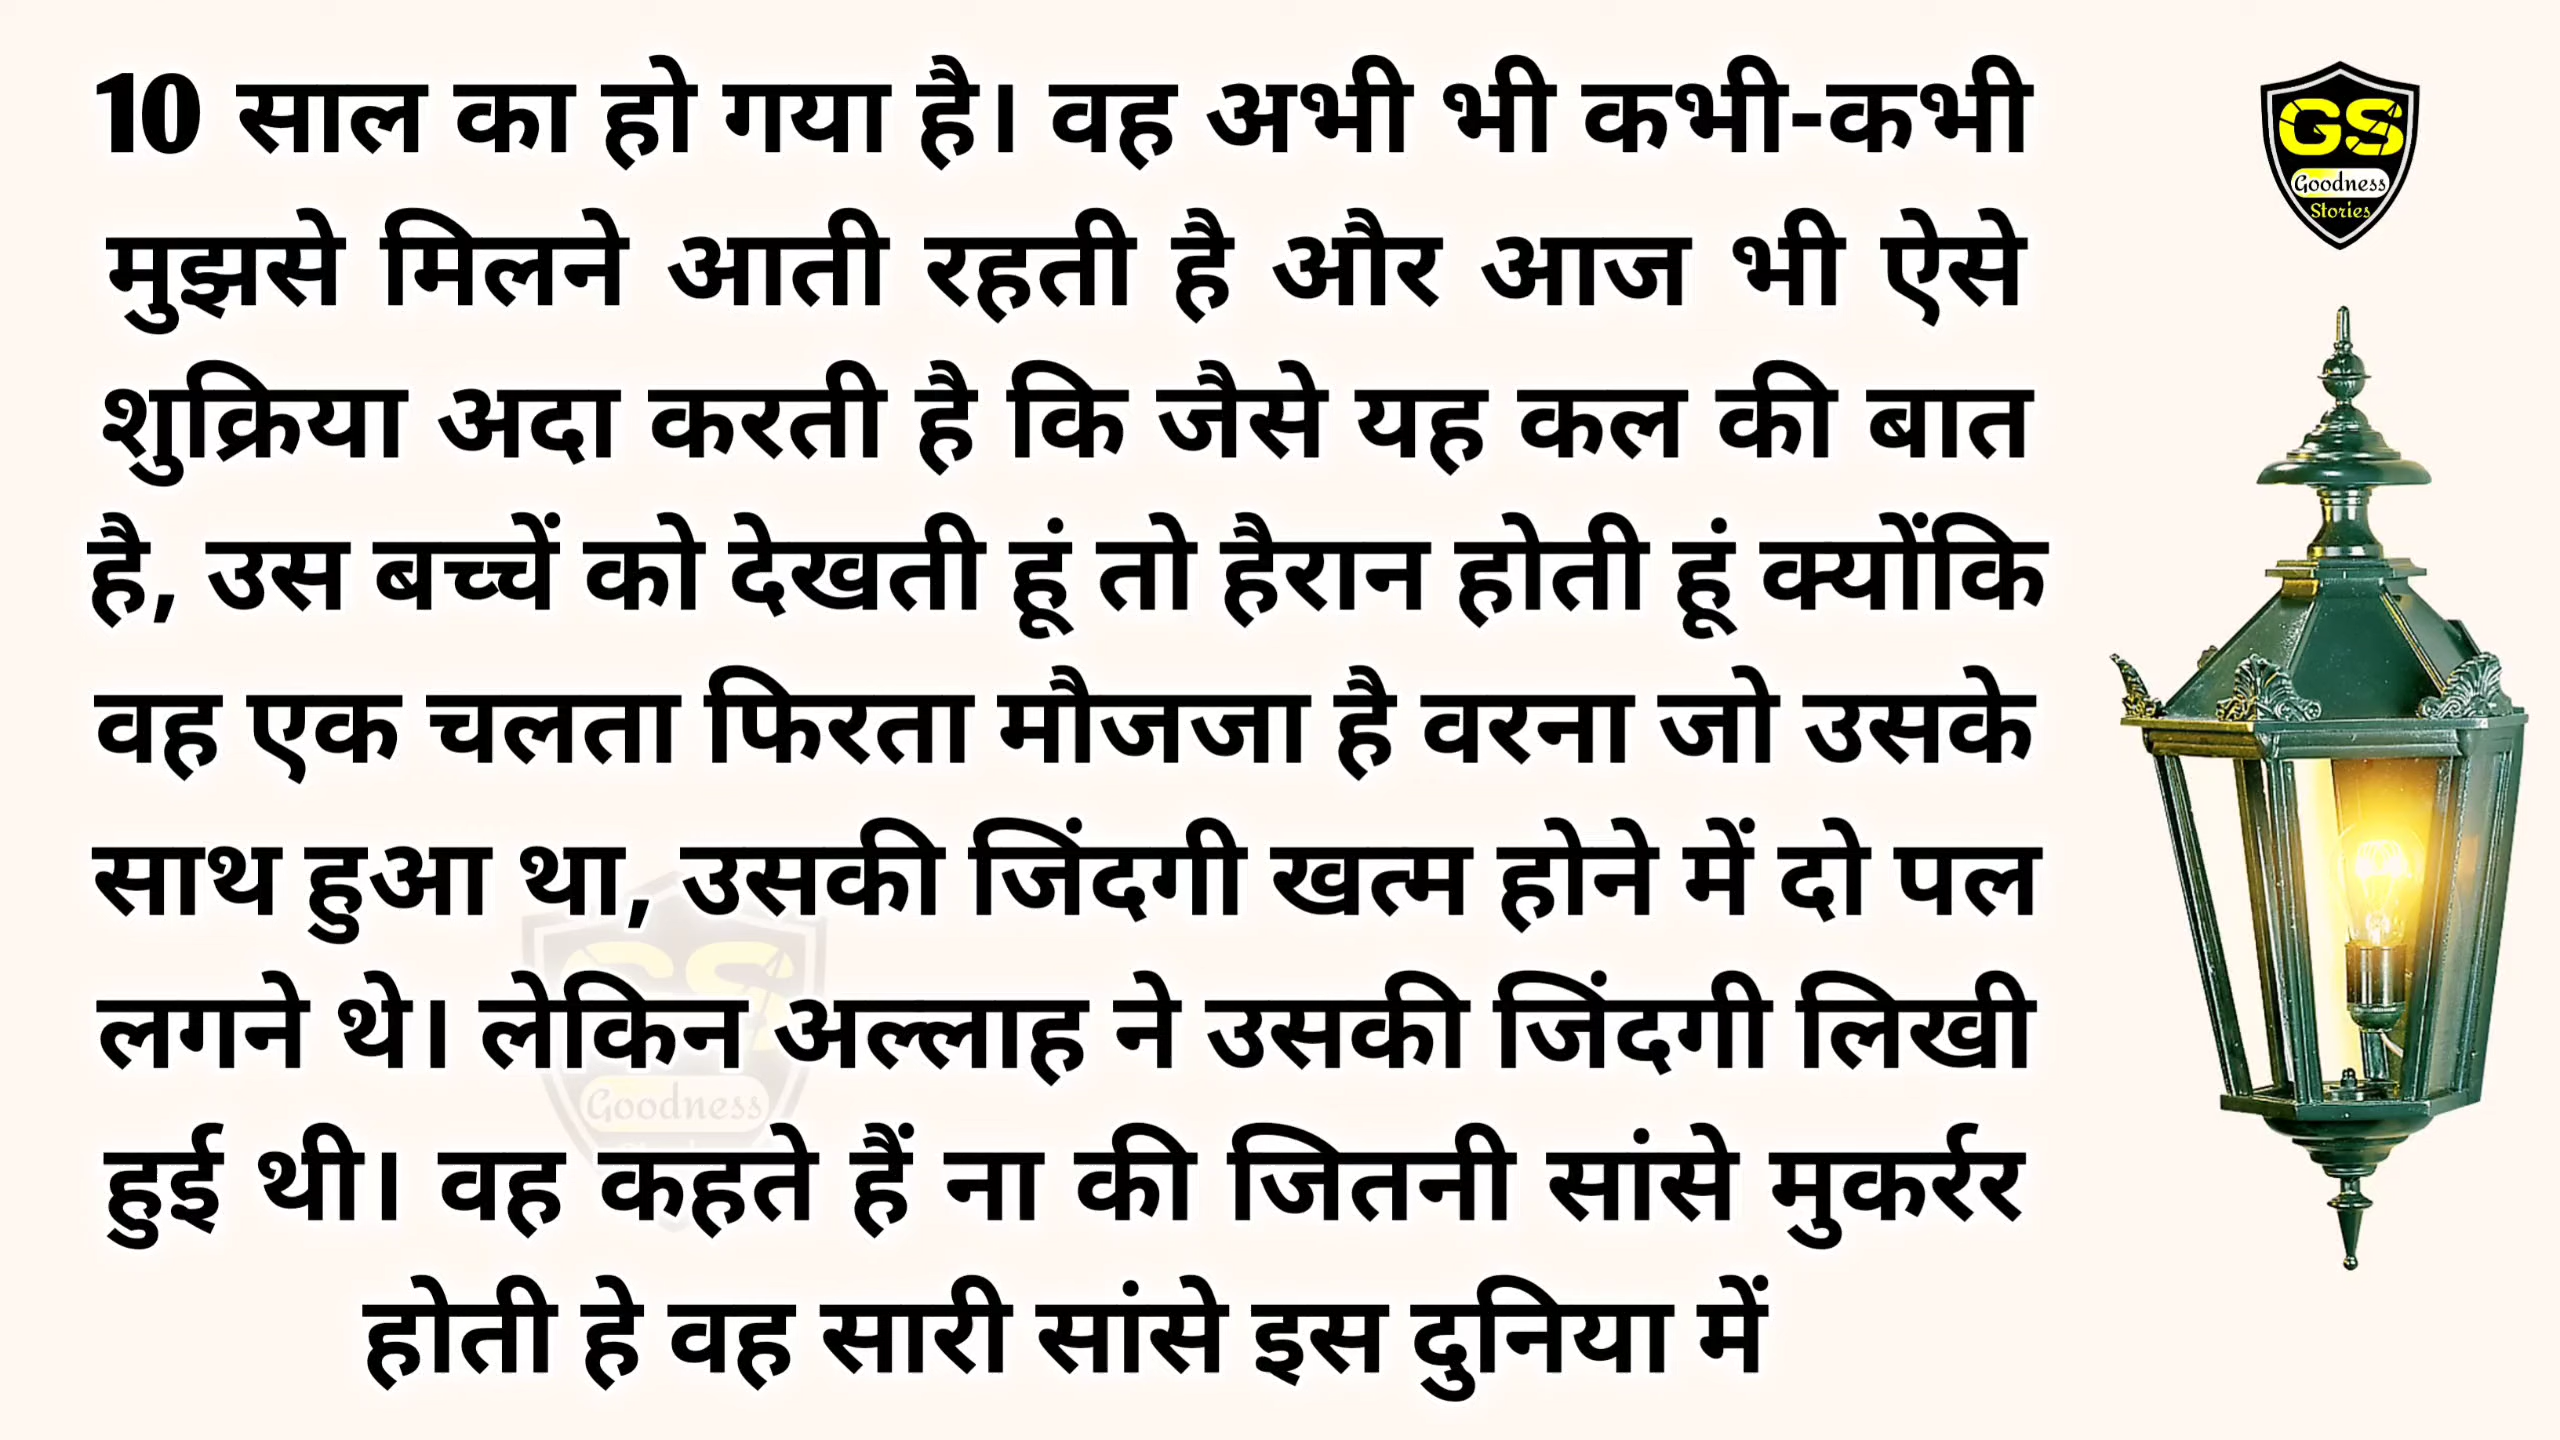 10 साल का हो गया है। वह अभी भी कभी-कभी
मुझसे मिलने आती रहती है और आज भी ऐसे
शुक्रिया अदा करती है कि जैसे यह कल की बात
है, उस बच्चें को देखती हूं तो हैरान होती हूं क्योंकि
वह एक चलता फिरता मौजजा है वरना जो उसके
साथ हुआ था, उसकी जिंदगी खत्म होने में दो पल
लगने थे। लेकिन अल्लाह ने उसकी जिंदगी लिखी
हुई थी। वह कहते हैं ना की जितनी सांसे मुकर्रर
होती हे वह सारी सांसे इस दुनिया में
GS
Goodness
Stories
GS
Goodness